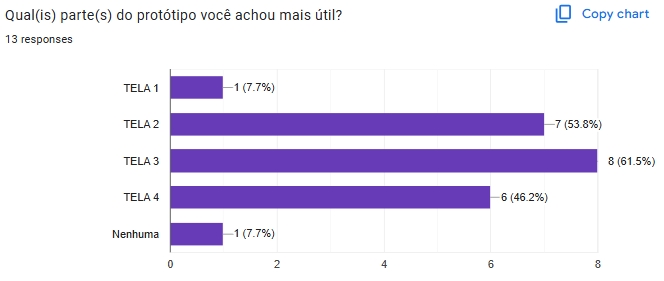 Qual(is) parte(s) do protótipo você achou mais útil?
Copy chart
13 responses
TELA 1
1 (7.7%)
TELA 2
7 (53.8%)
TELA 3
8 (61.5%)
TELA 4
6 (46.2%)
Nenhuma
1 (7.7%)
0 2 4 6 8